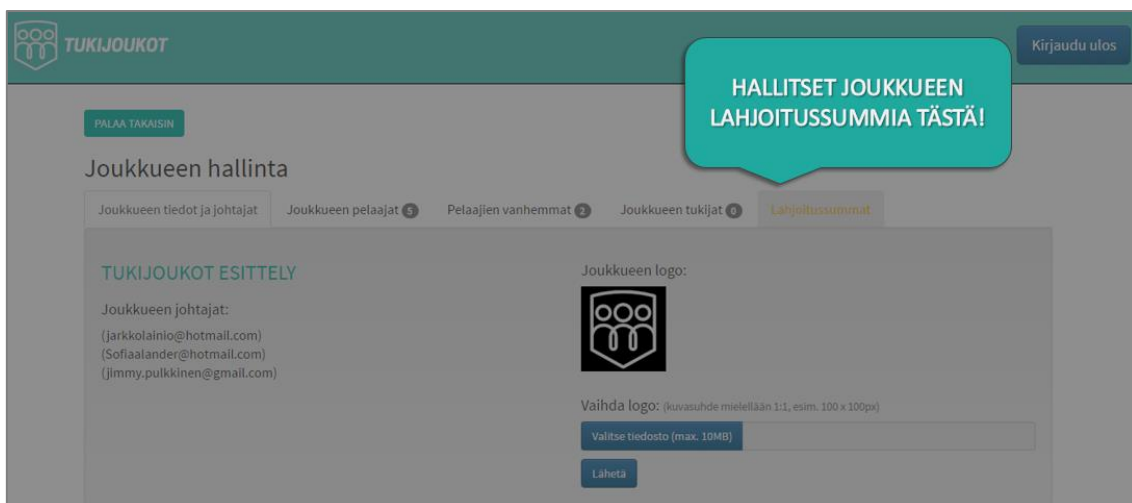 TUKIJOUKOT
Kirjaudu ulos
HALLITSET JOUKKUEEN
LAHJOITUSSUMMIA TÄSTÄ!
PALAA TAKAISIN
Joukkueen hallinta
Joukkueen tiedot ja johtajat Joukkueen pelaajat 5 Pelaajien vanhemmat 2 Joukkueen tukijat 0 Lahjoitussummat
TUKIJOUKOT ESITTELY
Joukkueen johtajat:
(jarkkolainio@hotmail.com)
(Sofiaalander@hotmail.com)
(jimmy.pulkkinen@gmail.com)
Joukkueen logo:
Vaihda logo: (kuvasuhde mielellään 1:1, esim. 100 x 100px)
Valitse tiedosto (max. 10MB)
Lähetä